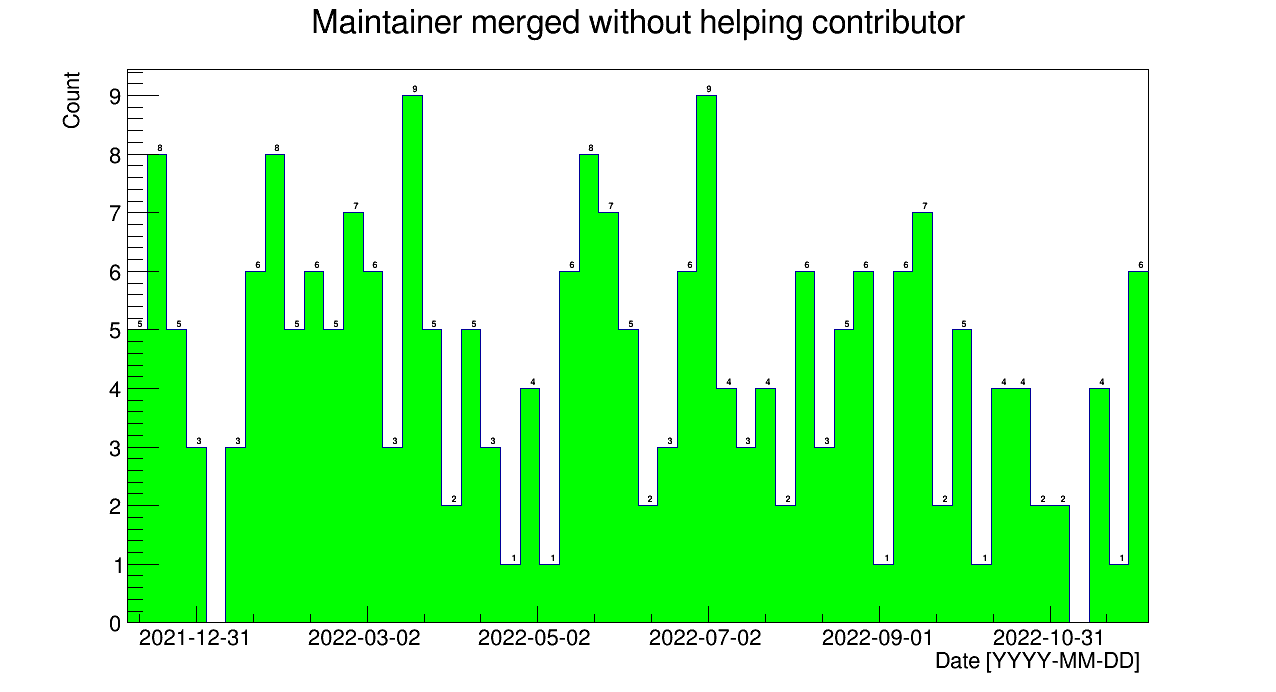 Maintainer merged without helping contributor
Count
9
8
7
6
5
4
3
2
1
0
5 8 5 3 3 6 8 5 6 5 7 6 3 9 5 2 5 3 1 4 1 6 8 7 5 2 3 6 9 4 3 4 2 6 3 5 6 1 6 7 2 5 1 4 4 2 2 4 1 6
2021-12-31 2022-03-02 2022-05-02 2022-07-02 2022-09-01 2022-10-31
Date [YYYY-MM-DD]